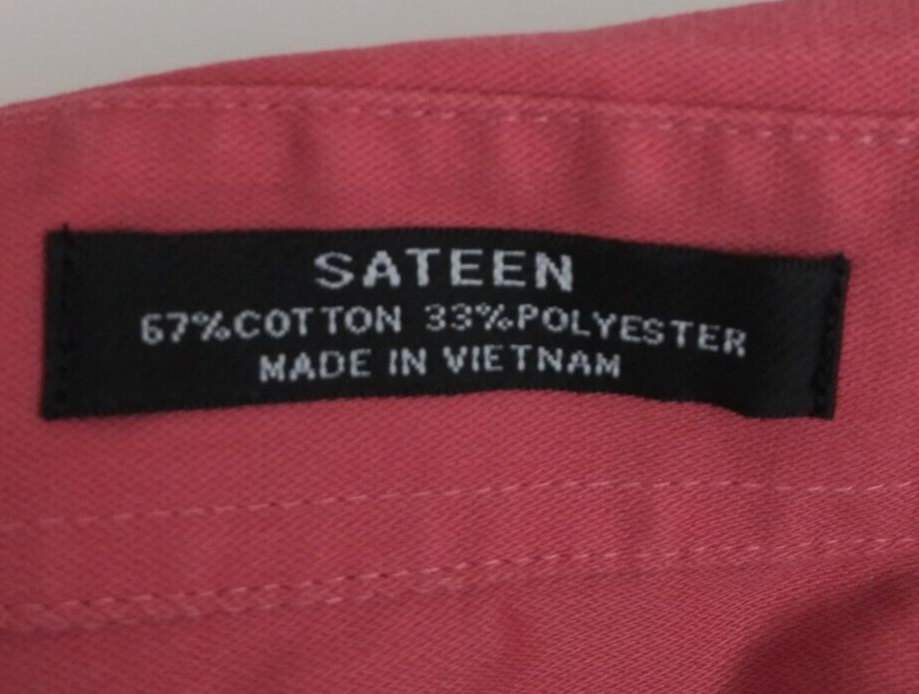 SATEEN
67%COTTON 33%POLYESTER
MADE IN VIETNAM